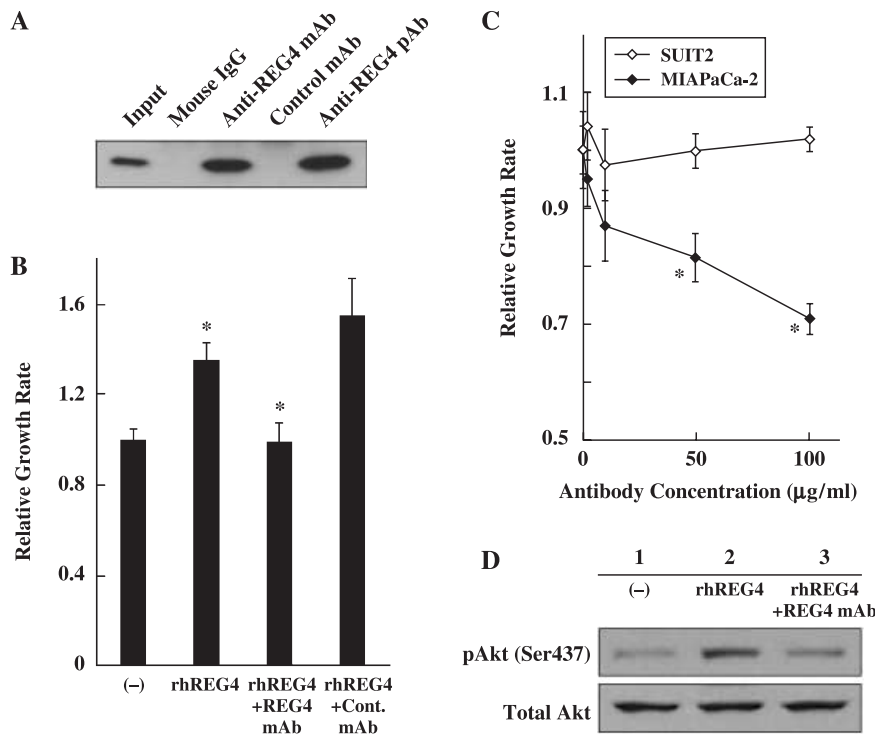 A
Input
Mouse IgG
Anti-REG4 mAb
Control mAb
Anti-REG4 pAb
B
Relative Growth Rate
1.6
1.2
0.8
0.4
0
*
*
(–)
rhREG4
rhREG4
+REG4
mAb
rhREG4
+Cont.
mAb
C
SUIT2
MIAPaCa-2
Relative Growth Rate
1.1
0.9
0.7
0.5
*
*
0
50
100
Antibody Concentration (μg/ml)
D
1
2
3
(–)
rhREG4
rhREG4
+REG4 mAb
pAkt (Ser437)
Total Akt